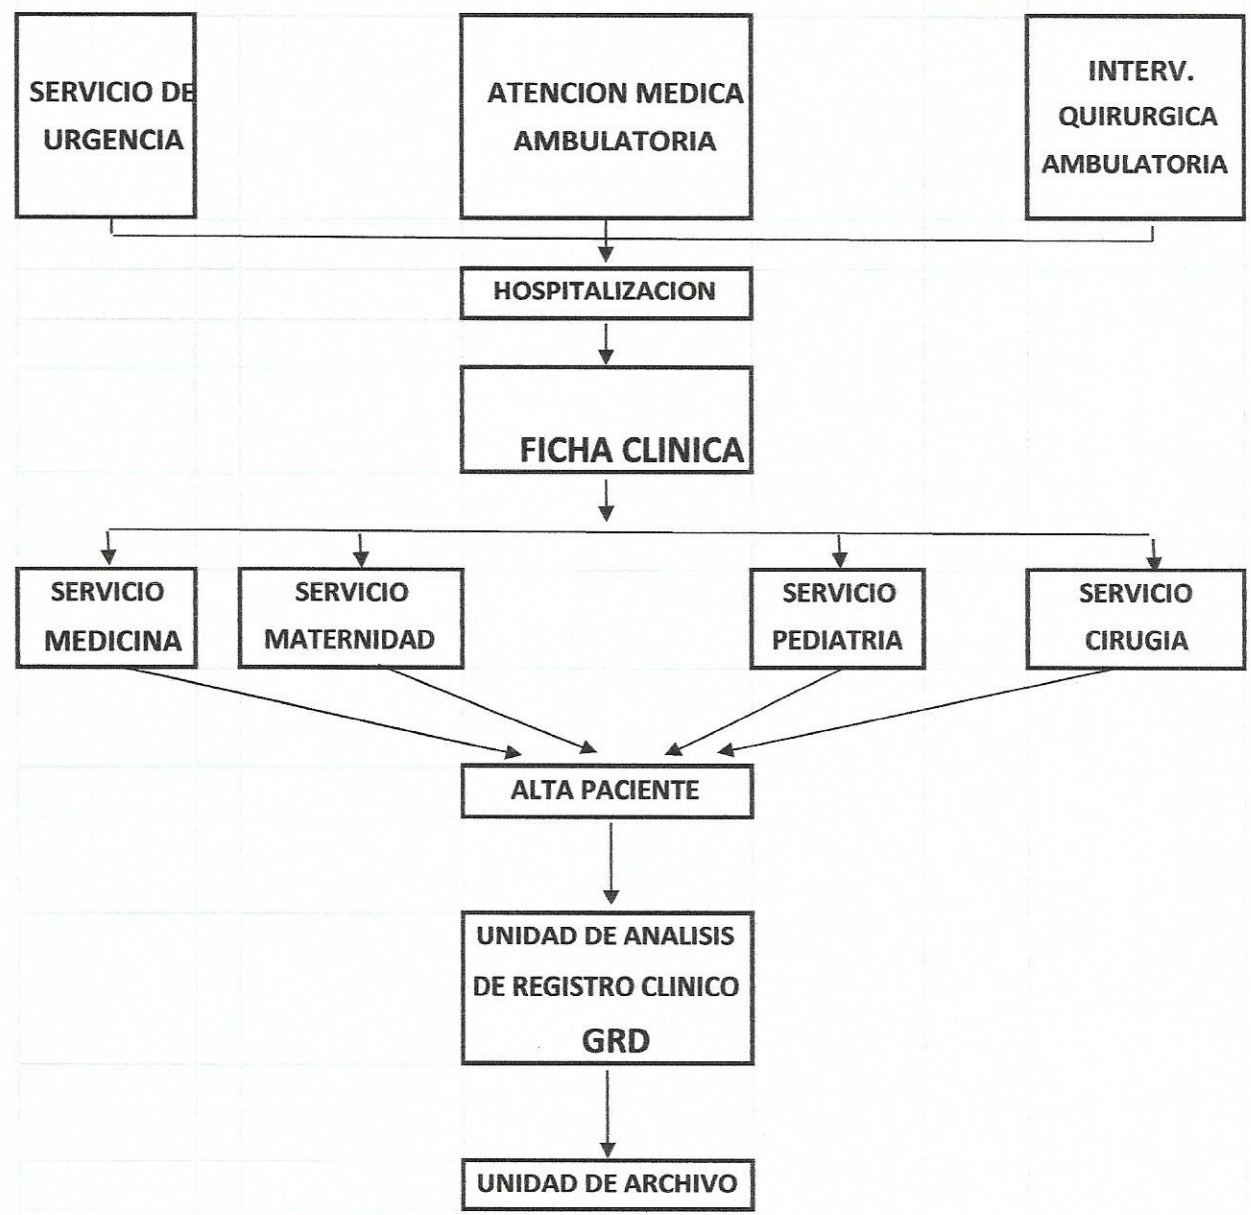 SERVICIO DE
URGENCIA
ATENCION MEDICA
AMBULATORIA
INTERV.
QUIRURGICA
AMBULATORIA
HOSPITALIZACION
FICHA CLINICA
SERVICIO
MEDICINA
SERVICIO
MATERNIDAD
SERVICIO
PEDIATRIA
SERVICIO
CIRUGIA
ALTA PACIENTE
UNIDAD DE ANALISIS
DE REGISTRO CLINICO
GRD
UNIDAD DE ARCHIVO